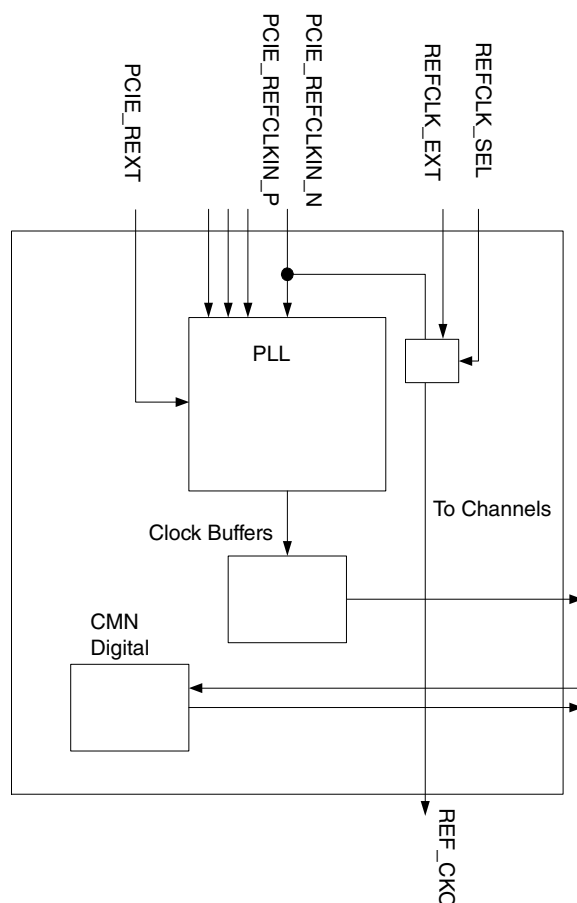 PCIE_REXT
PCIE_REFCLKIN_P
PCIE_REFCLKIN_N
REFCLK_EXT
REFCLK_SEL
PLL
To Channels
Clock Buffers
CMN
Digital
REF_CKO